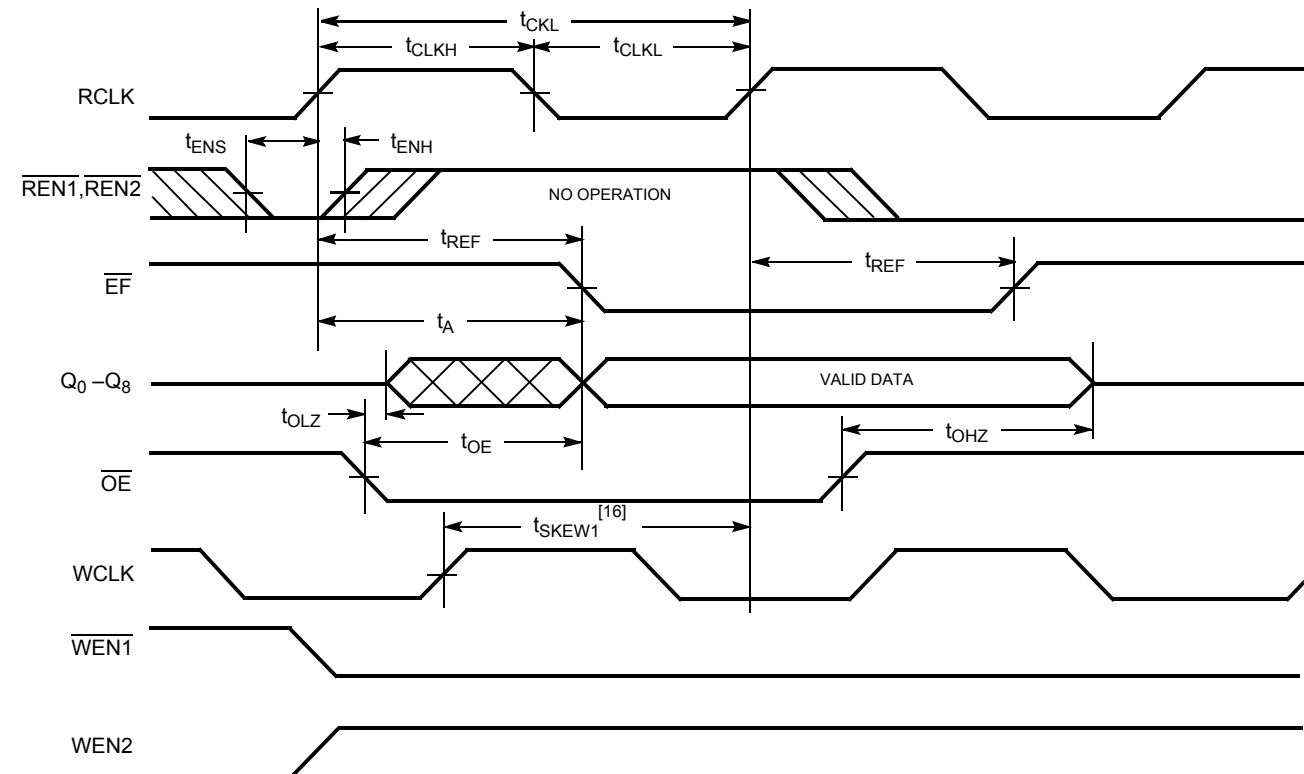 tCKL
tCLKH
tCLKL
RCLK
tENS
tENH
REN1,REN2
NO OPERATION
tREF
tREF
EF
tA
Q0 –Q8
VALID DATA
tOLZ
tOE
tOHZ
OE
tSKEW1[16]
WCLK
WEN1
WEN2